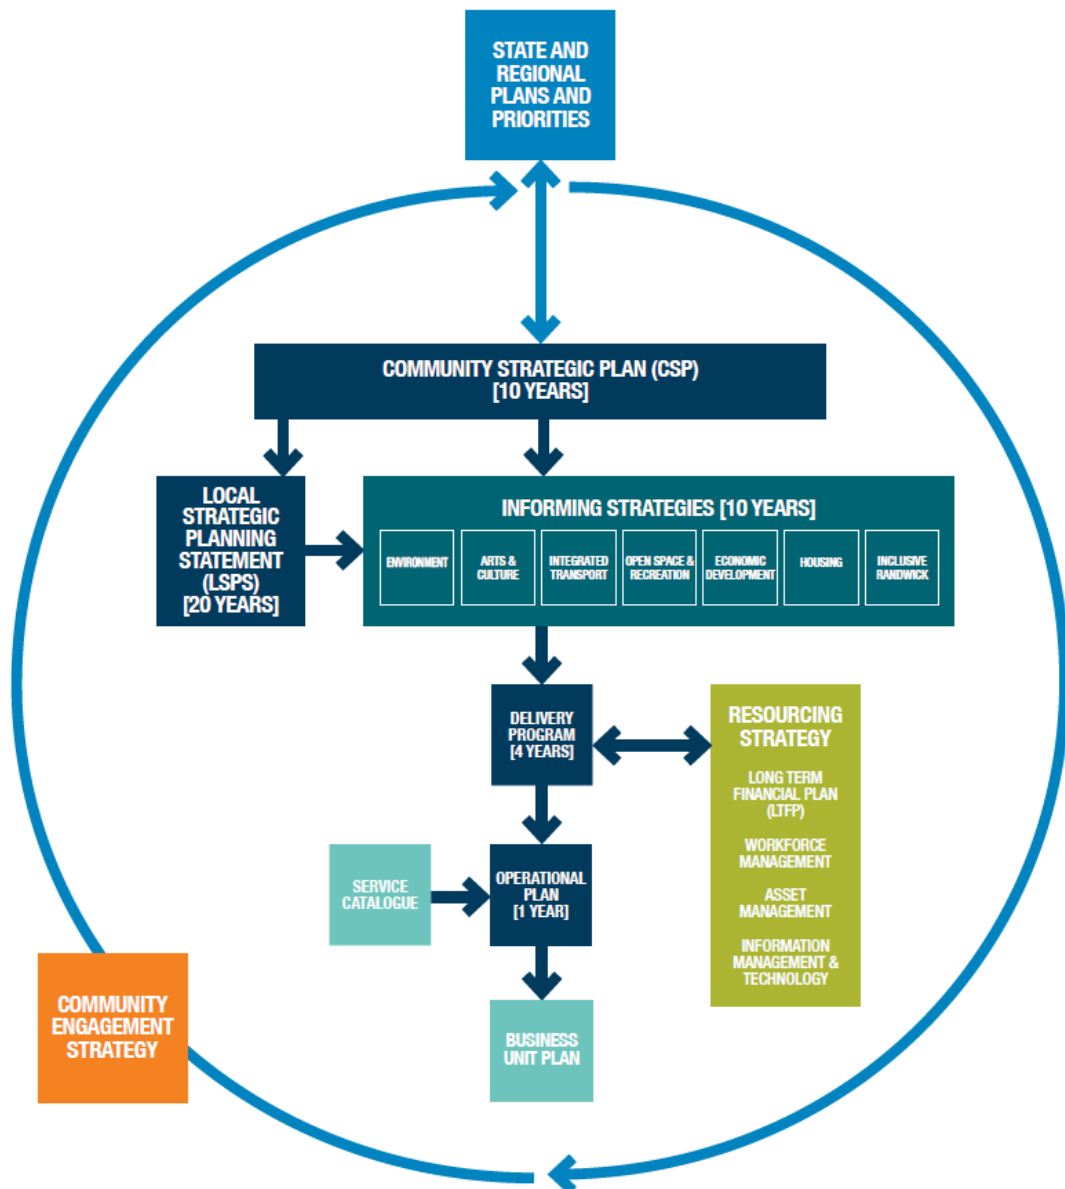 STATE AND
REGIONAL
PLANS AND
PRIORITIES
COMMUNITY STRATEGIC PLAN (CSP)
[10 YEARS]
LOCAL
STRATEGIC
PLANNING
STATEMENT
(LSPS)
[20 YEARS]
INFORMING STRATEGIES [10 YEARS]
ENVIRONMENT
ARTS &
CULTURE
INTEGRATED
TRANSPORT
OPEN SPACE &
RECREATION
ECONOMIC
DEVELOPMENT
HOUSING
INCLUSIVE
RANDWICK
DELIVERY
PROGRAM
[4 YEARS]
RESOURCING
STRATEGY
LONG TERM
FINANCIAL PLAN
(LTFP)
WORKFORCE
MANAGEMENT
ASSET
MANAGEMENT
INFORMATION
MANAGEMENT &
TECHNOLOGY
SERVICE
CATALOGUE
OPERATIONAL
PLAN
[1 YEAR]
COMMUNITY
ENGAGEMENT
STRATEGY
BUSINESS
UNIT PLAN